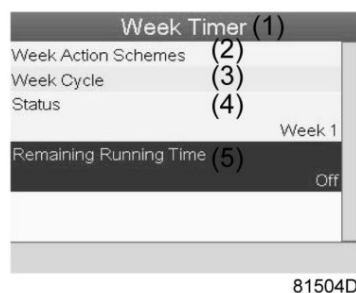 Week Timer (1)
Week Action Schemes (2)
Week Cycle (3)
Status (4)
Week 1
Remaining Running Time (5)
Off
81504D